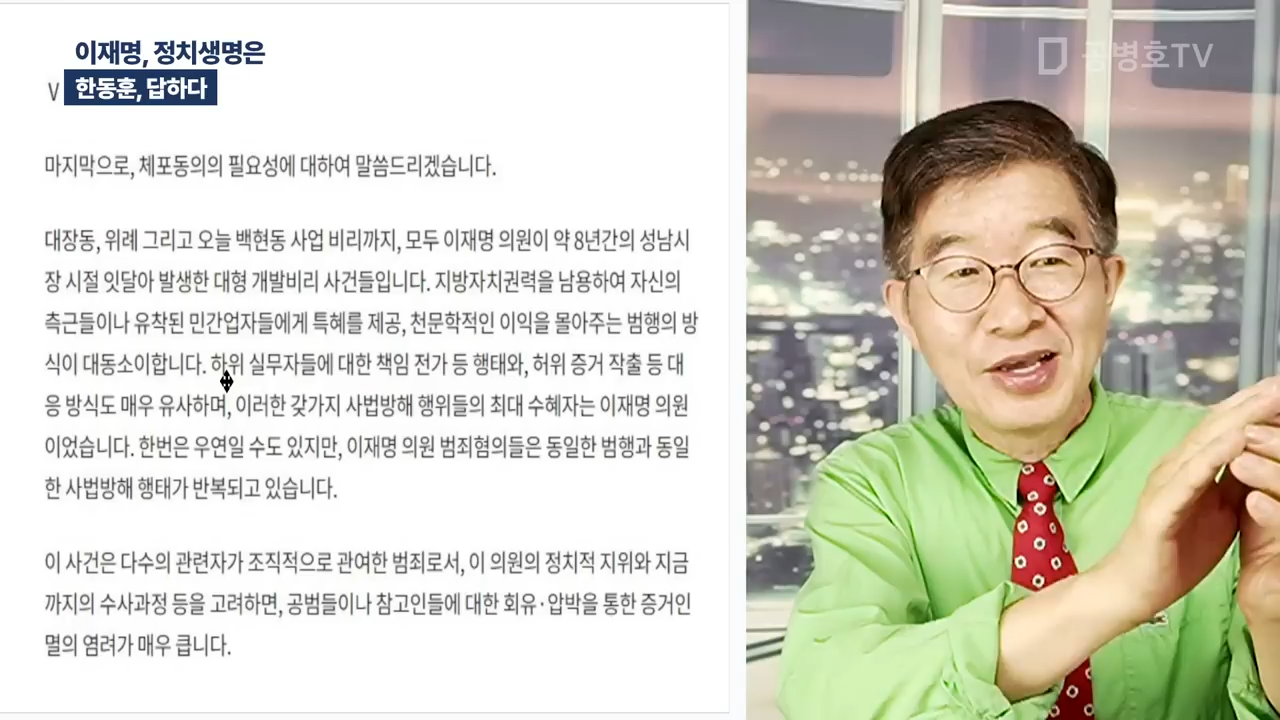 이재명, 정치생명은
한동훈, 답하다
V
공병호TV
마지막으로, 체포동의의 필요성에 대하여 말씀드리겠습니다.
대장동, 위례 그리고 오늘 백현동 사업 비리까지, 모두 이재명 의원이 약 8년간의 성남시
장 시절 잇달아 발생한 대형 개발비리 사건들입니다. 지방자치권력을 남용하여 자신의
측근들이나 유착된 민간업자들에게 특혜를 제공, 천문학적인 이익을 몰아주는 범행의 방
식이 대동소이합니다. 하위 실무자들에 대한 책임 전가 등 행태와, 허위 증거 작출 등 대
응 방식도 매우 유사하며, 이러한 갖가지 사법방해 행위들의 최대 수혜자는 이재명 의원
이었습니다. 한번은 우연일 수도 있지만, 이재명 의원 범죄혐의들은 동일한 범행과 동일
한 사법방해 행태가 반복되고 있습니다.
이 사건은 다수의 관련자가 조직적으로 관여한 범죄로서, 이 의원의 정치적 지위와 지금
까지의 수사과정 등을 고려하면, 공범들이나 참고인들에 대한 회유·압박을 통한 증거인
멸의 염려가 매우 큽니다.